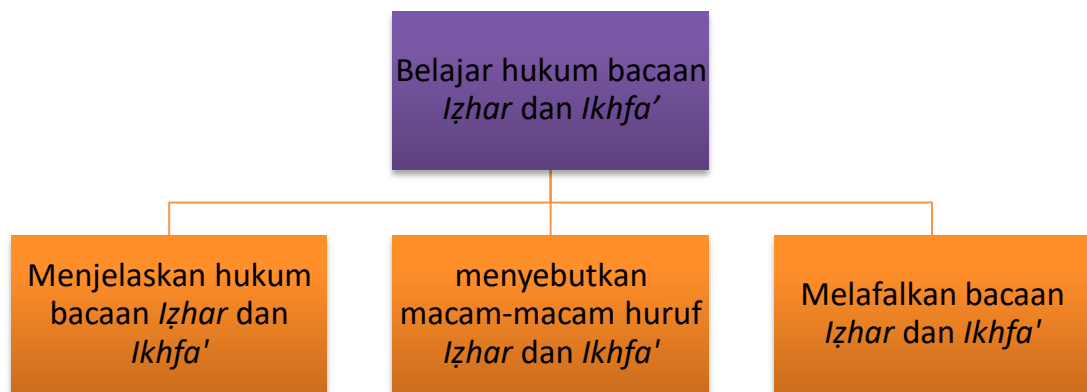 Belajar hukum bacaan
Iẓhar dan Ikhfa’
Menjelaskan hukum
bacaan Iẓhar dan
Ikhfa'
menyebutkan
macam-macam huruf
Iẓhar dan Ikhfa'
Melafalkan bacaan
Iẓhar dan Ikhfa'